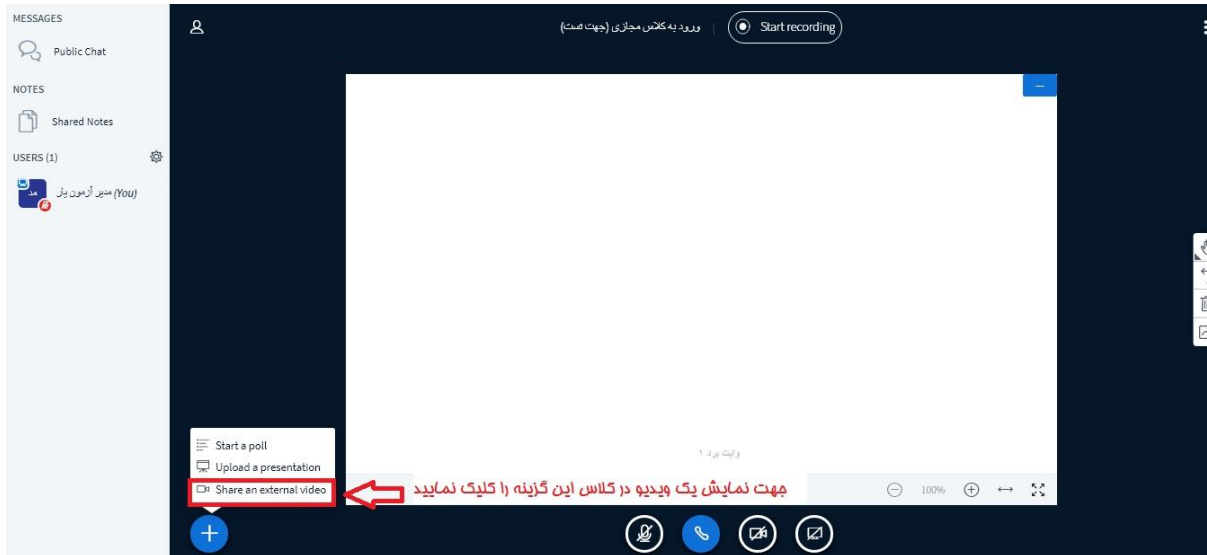 MESSAGES
Public Chat
NOTES
Shared Notes
USERS (1)
مدیر آزمون یار (You)
مد
ورود به کلاس مجازی (جهت تست)
Start recording
وایت برد ۱
Start a poll
Upload a presentation
Share an external video
جهت نمایش یک ویدیو در کلاس این گزینه را کلیک نمایید
100%